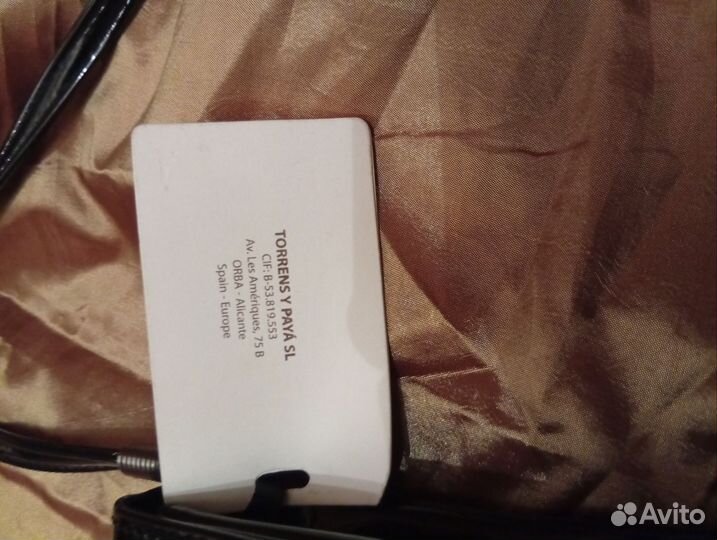 TORRENS Y PAYÁ SL
CIF: B-53.819.553
Av. Les Amériques, 75 B
ORBA - Alicante
Spain - Europe
Avito